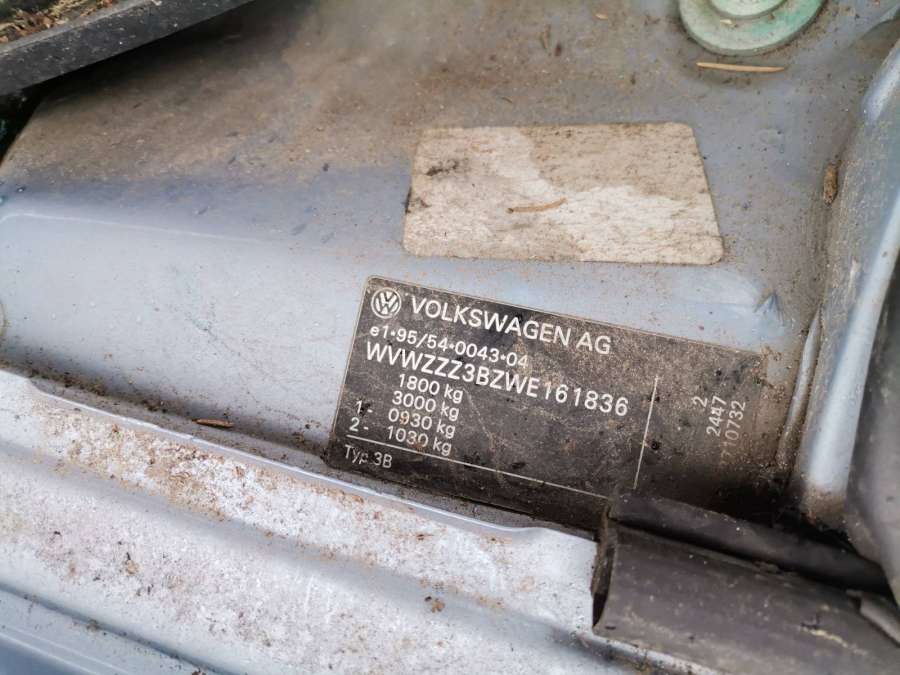 VOLKSWAGEN AG
e1•95/54•0043•04
WVWZZZ3BZWE161836
1800 kg
3000 kg
1- 0930 kg
2- 1030 kg
Typ 3B
2
2447